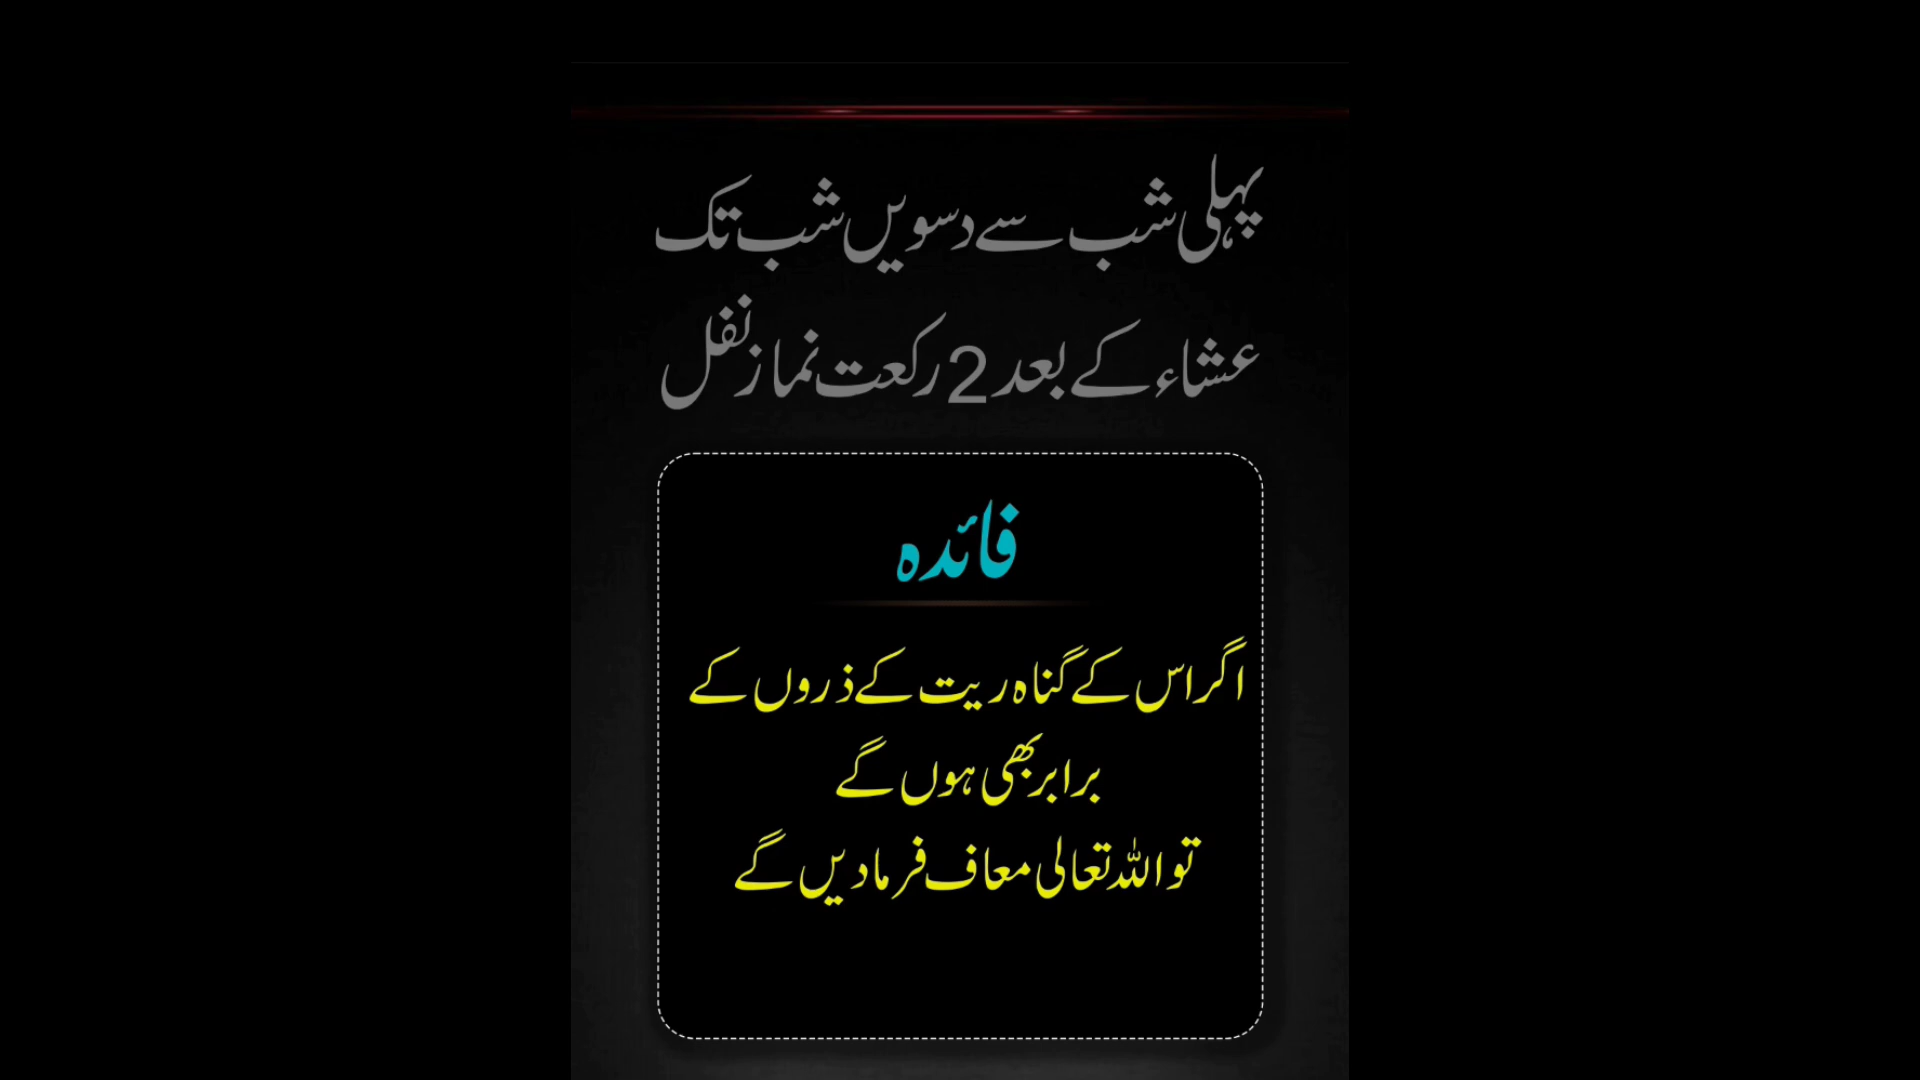 پہلی شب سے دسویں شب تک
عشاء کے بعد 2 رکعت نماز نفل
فائدہ
اگر اس کے گناہ ریت کے ذروں کے
برابر بھی ہوں گے
تو اللہ تعالی معاف فرما دیں گے